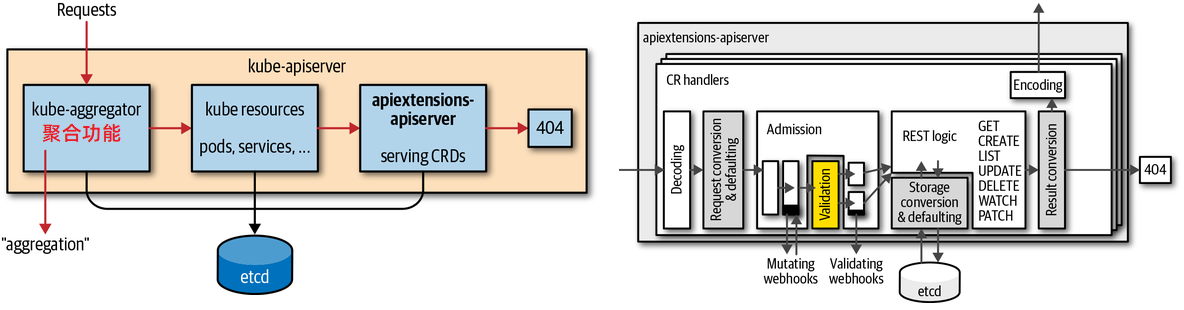 Requests
kube-apiserver
kube-aggregator
聚合功能
kube resources
pods, services, ...
apiextensions-
apiserver
serving CRDs
404
"aggregation"
etcd
apiextensions-apiserver
CR handlers
Encoding
Decoding
Request conversion
& defaulting
Admission
Validation
REST logic
Storage
conversion
& defaulting
GET
CREATE
LIST
UPDATE
DELETE
WATCH
PATCH
Result conversion
404
Mutating
webhooks
Validating
webhooks
etcd